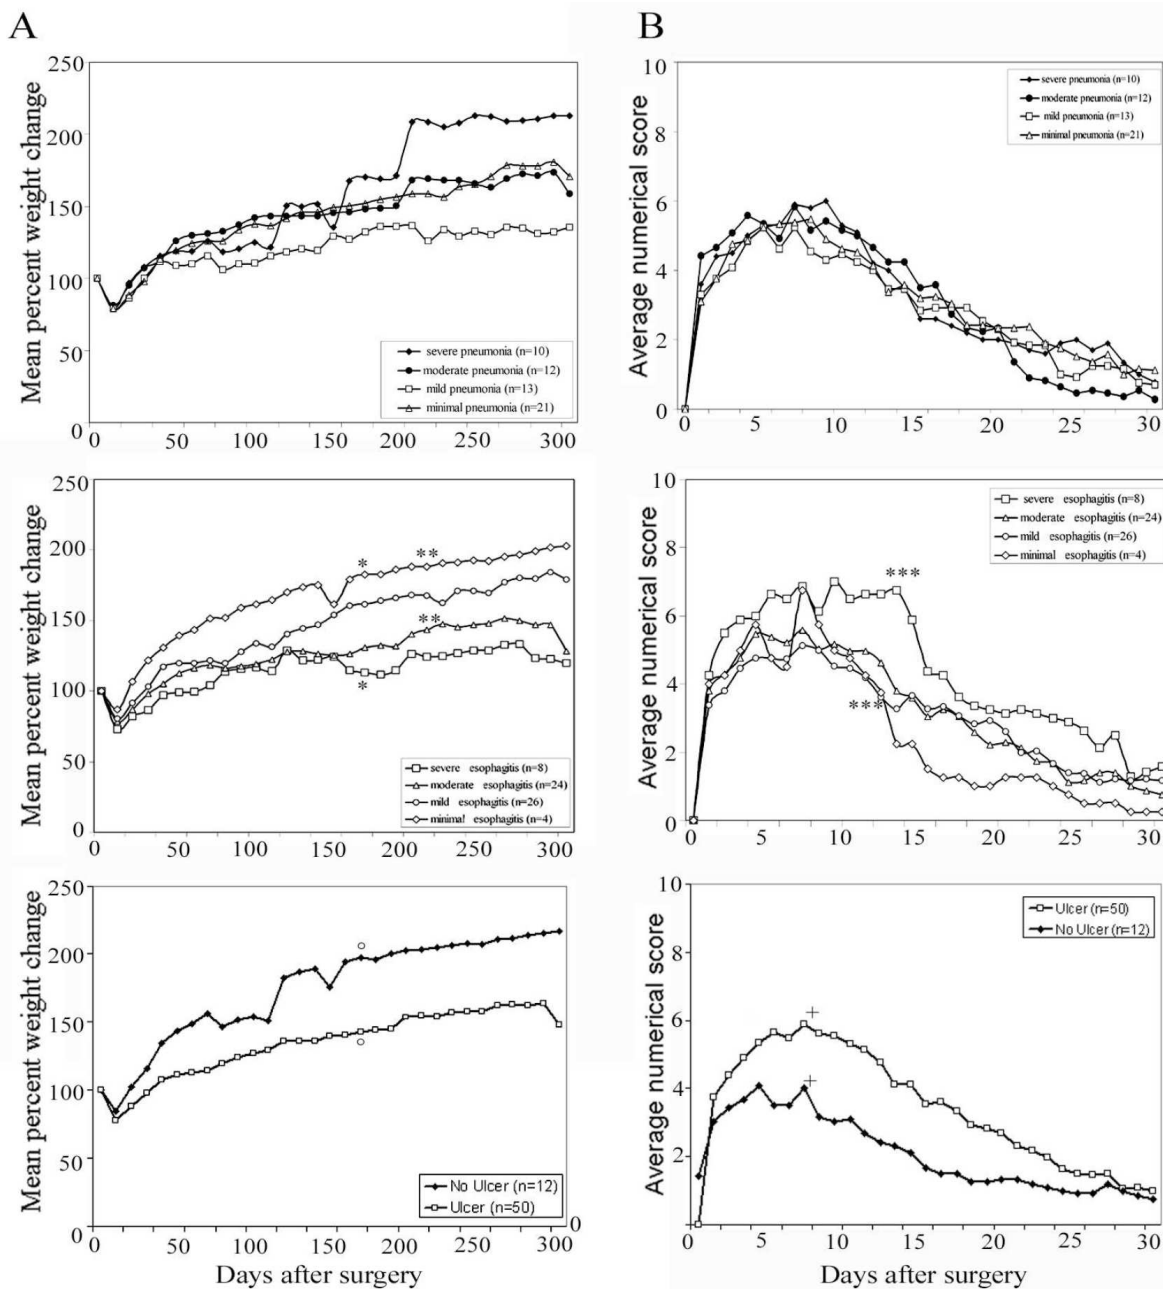 A
B
Mean percent weight change
250
200
150
100
50
0
severe pneumonia (n=10)
moderate pneumonia (n=12)
mild pneumonia (n=13)
minimal pneumonia (n=21)
0 50 100 150 200 250 300
Average numerical score
10
8
6
4
2
0
severe pneumonia (n=10)
moderate pneumonia (n=12)
mild pneumonia (n=13)
minimal pneumonia (n=21)
0 5 10 15 20 25 30
Mean percent weight change
250
200
150
100
50
0
*
**
**
*
severe esophagitis (n=8)
moderate esophagitis (n=24)
mild esophagitis (n=26)
minimal esophagitis (n=4)
0 50 100 150 200 250 300
Average numerical score
10
8
6
4
2
0
***
***
severe esophagitis (n=8)
moderate esophagitis (n=24)
mild esophagitis (n=26)
minimal esophagitis (n=4)
0 5 10 15 20 25 30
Mean percent weight change
250
200
150
100
50
0
No Ulcer (n=12)
Ulcer (n=50)
0 50 100 150 200 250 300
Days after surgery
Average numerical score
10
8
6
4
2
0
+
+
Ulcer (n=50)
No Ulcer (n=12)
0 5 10 15 20 25 30
Days after surgery